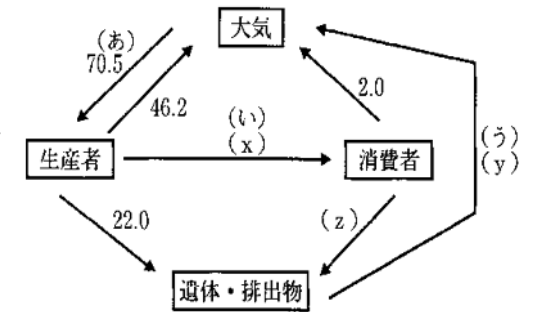 大気
(あ)
70.5
46.2
2.0
(い)
(x)
(う)
(y)
生産者
消費者
22.0
(z)
遺体・排出物